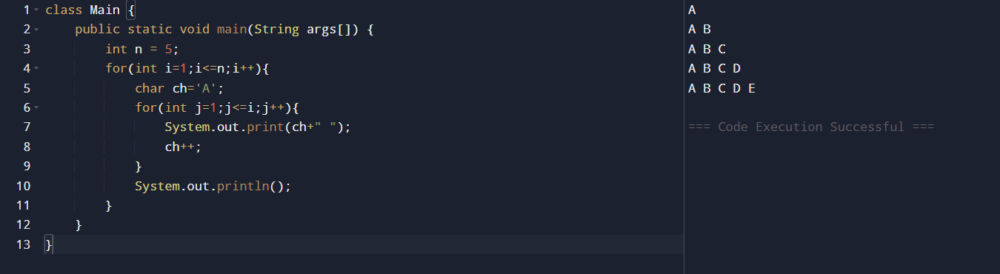 1 class Main {
2     public static void main(String args[]) {
3         int n = 5;
4         for(int i=1;i<=n;i++){
5             char ch='A';
6             for(int j=1;j<=i;j++){
7                 System.out.print(ch+" ");
8                 ch++;
9             }
10             System.out.println();
11         }
12     }
13 }
A
A B
A B C
A B C D
A B C D E
=== Code Execution Successful ===